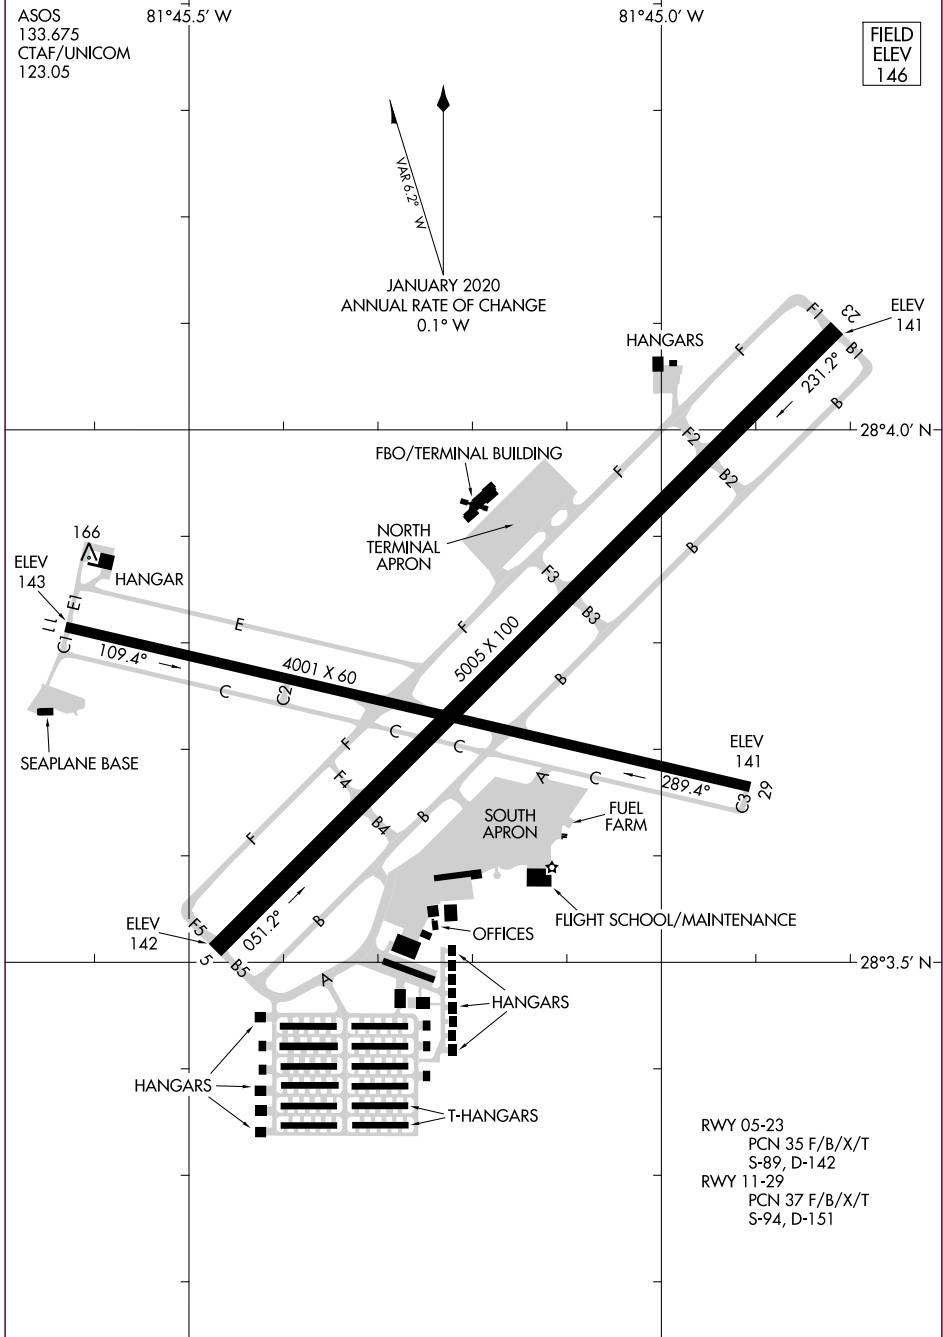 ASOS
133.675
CTAF/UNICOM
123.05
81°45.5' W
81°45.0' W
FIELD
ELEV
146
VAR 6.2° W
JANUARY 2020
ANNUAL RATE OF CHANGE
0.1° W
F1
23
ELEV
141
B1
F
HANGARS
231.2°
B
28°4.0' N
F2
FBO/TERMINAL BUILDING
F
B2
NORTH
TERMINAL
APRON
166
ELEV
143
HANGAR
B
F3
E1
11
C1
E
F
B3
109.4°
4001 X 60
5005 X 100
B
C
C2
SEAPLANE BASE
F
C
C
ELEV
141
A
C
289.4°
29
C3
F4
SOUTH
APRON
FUEL
FARM
B
B4
F
FLIGHT SCHOOL/MAINTENANCE
ELEV
142
F5
051.2°
B
OFFICES
5
B5
A
28°3.5' N
HANGARS
HANGARS
T-HANGARS
RWY 05-23
PCN 35 F/B/X/T
S-89, D-142
RWY 11-29
PCN 37 F/B/X/T
S-94, D-151